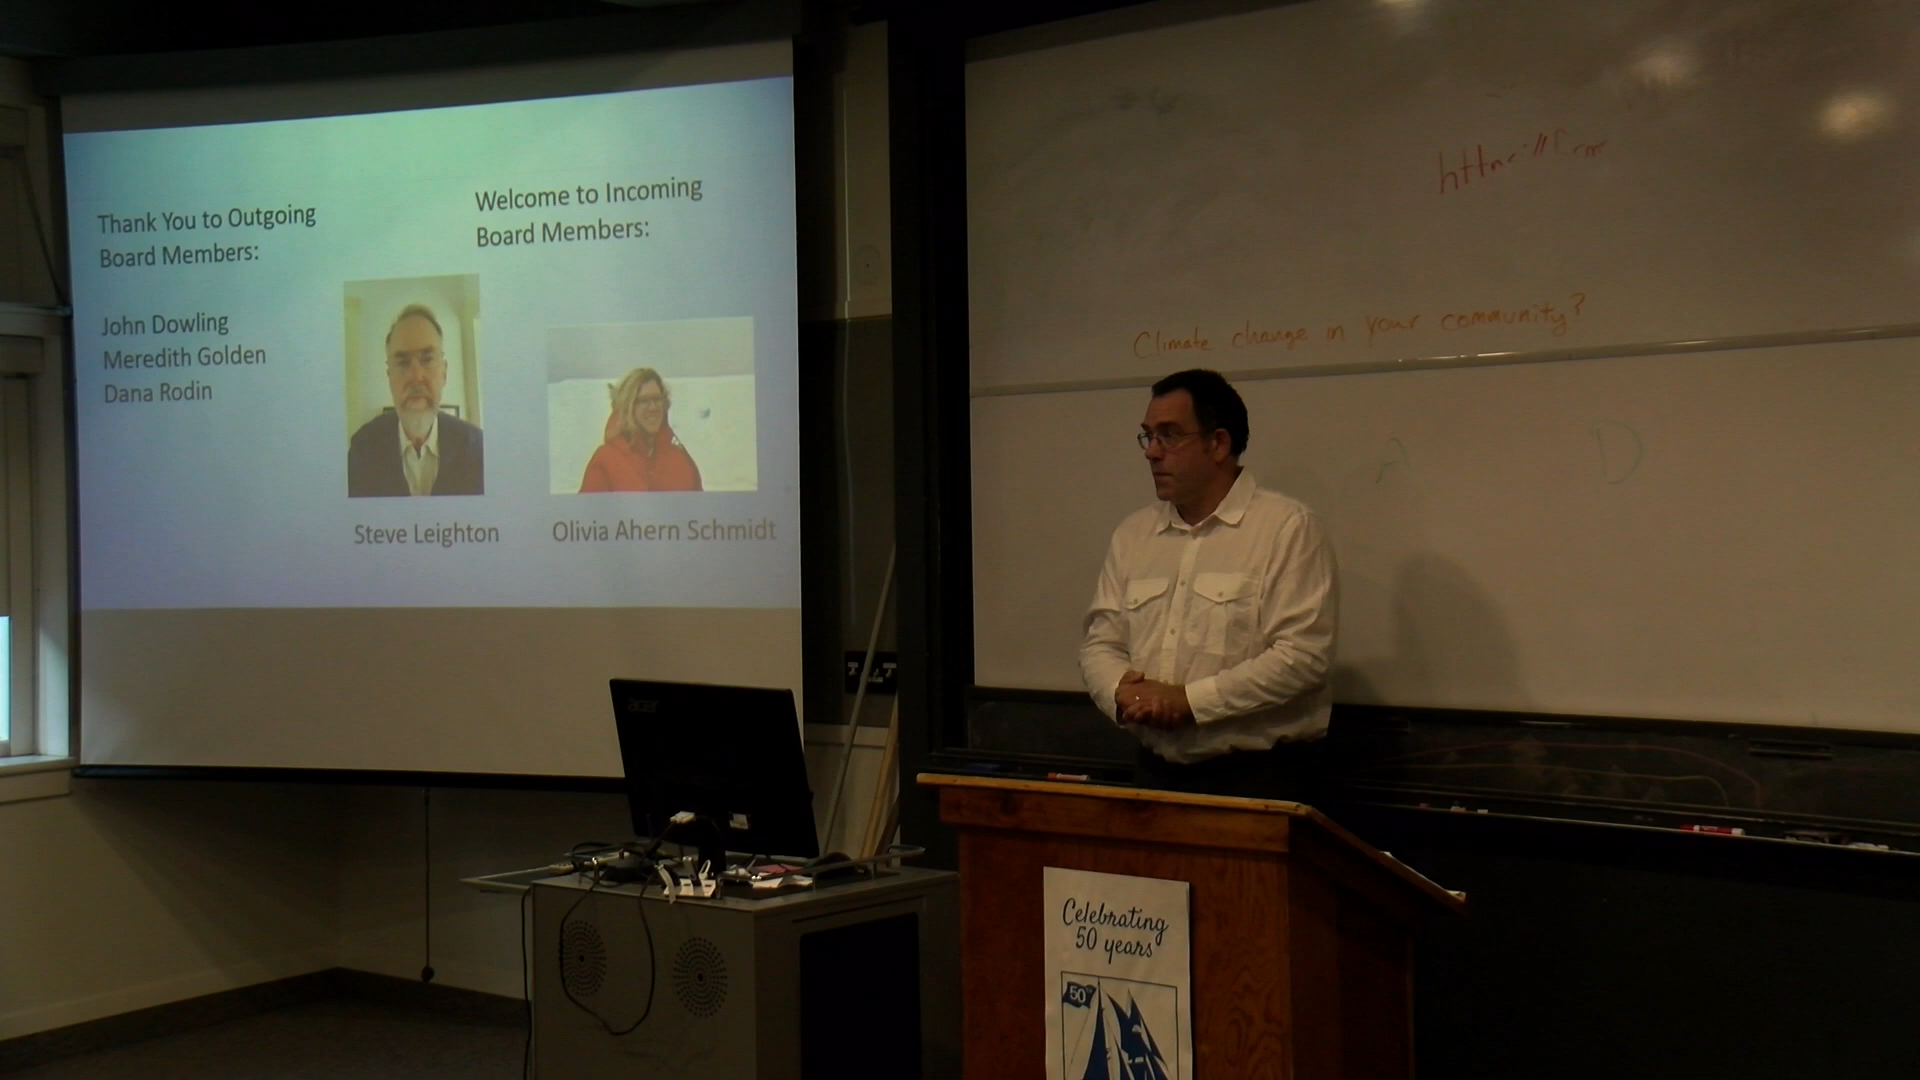 Thank You to Outgoing
Board Members:
John Dowling
Meredith Golden
Dana Rodin
Welcome to Incoming
Board Members:
Steve Leighton
Olivia Ahern Schmidt
Climate change in your community?
A
D
acer
Celebrating
50 years
50